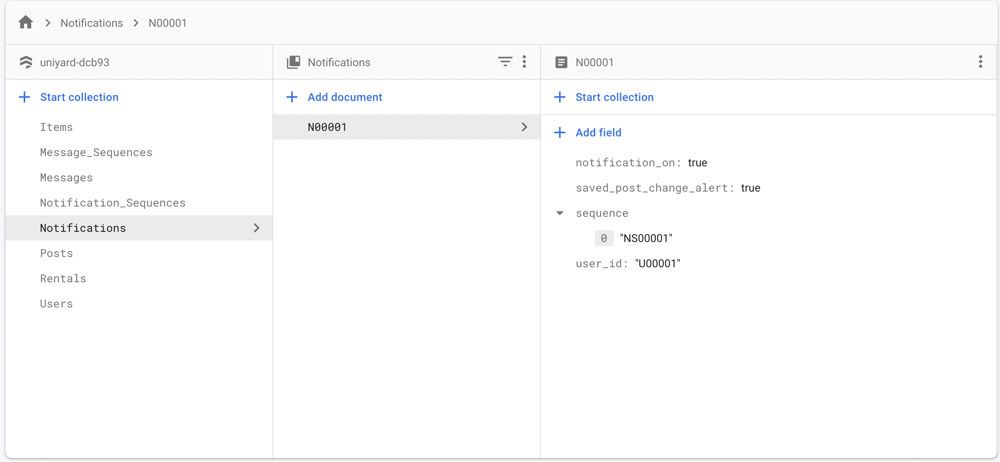 Notifications N00001
uniyard-dcb93
Start collection
Items
Message_Sequences
Messages
Notification_Sequences
Notifications
Posts
Rentals
Users
Notifications
Add document
N00001
N00001
Start collection
Add field
notification_on: true
saved_post_change_alert: true
sequence
0 "NS00001"
user_id: "U00001"